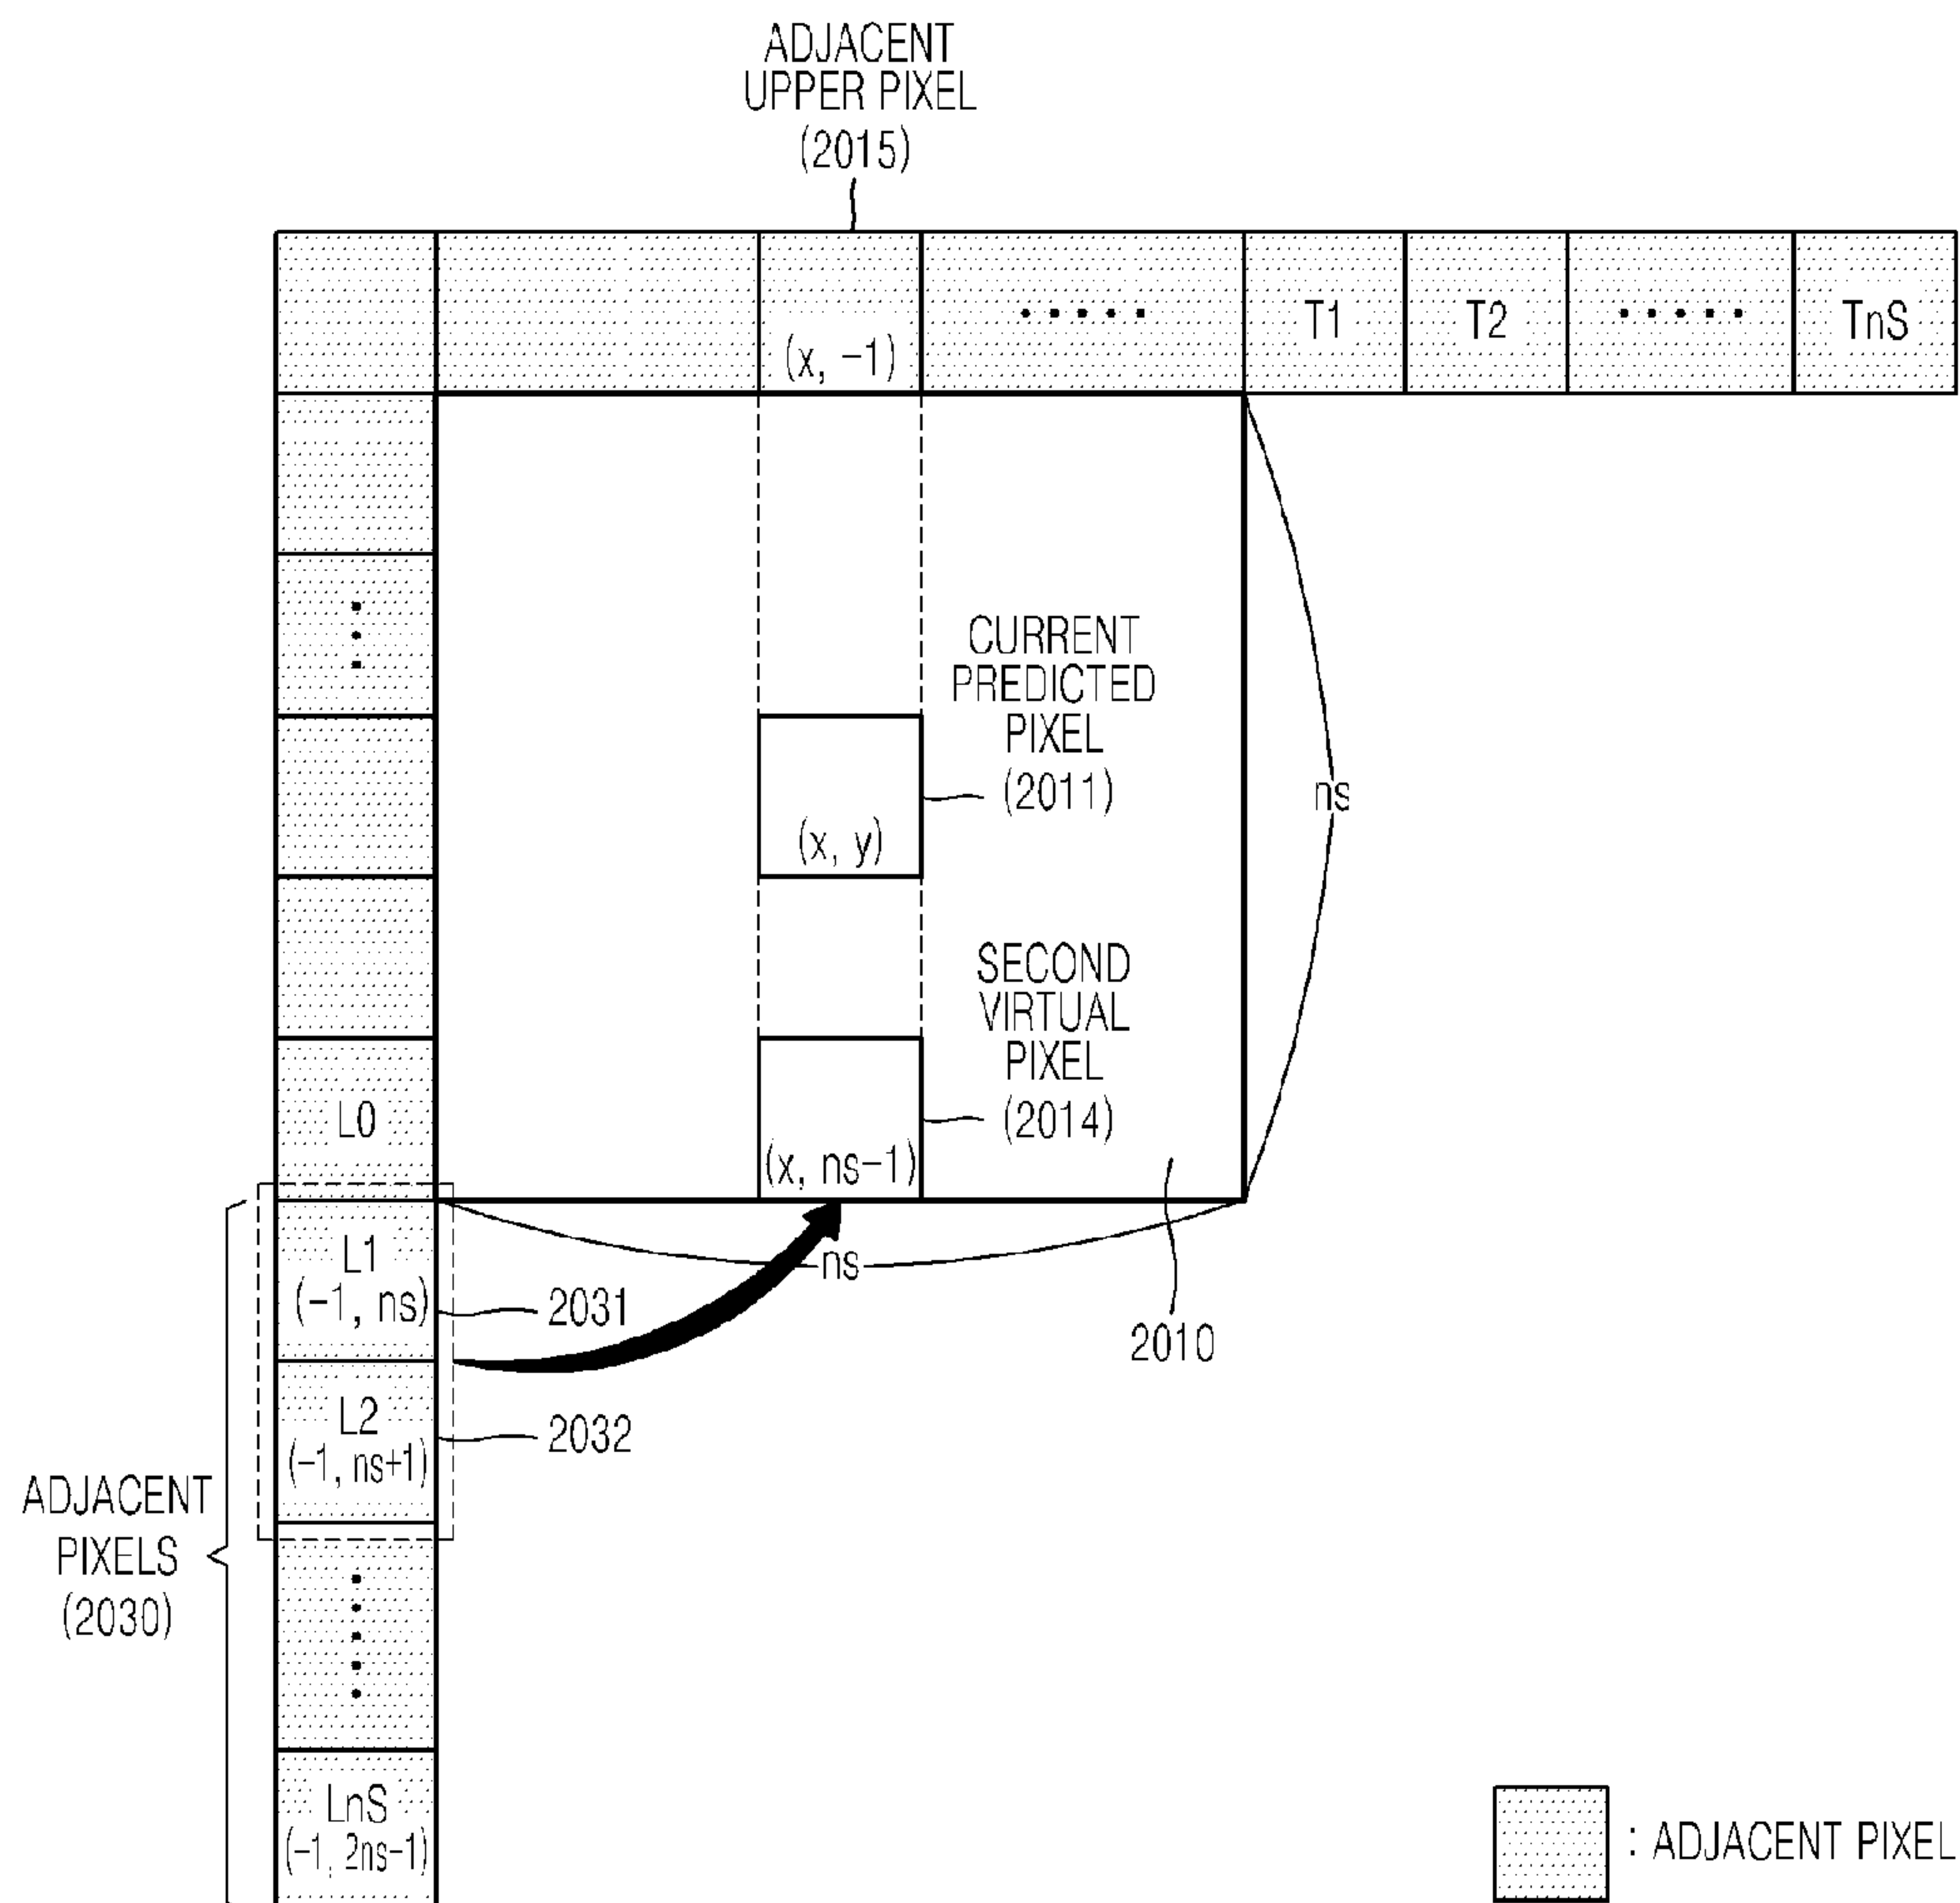 ADJACENT
UPPER PIXEL
(2015)
(x, -1)
T1
T2
TnS
CURRENT
PREDICTED
PIXEL
(2011)
(x, y)
ns
SECOND
VIRTUAL
PIXEL
(2014)
(x, ns-1)
L0
L1
(-1, ns)
2031
ns
2010
L2
(-1, ns+1)
2032
ADJACENT
PIXELS
(2030)
LnS
(-1, 2ns-1)
: ADJACENT PIXEL